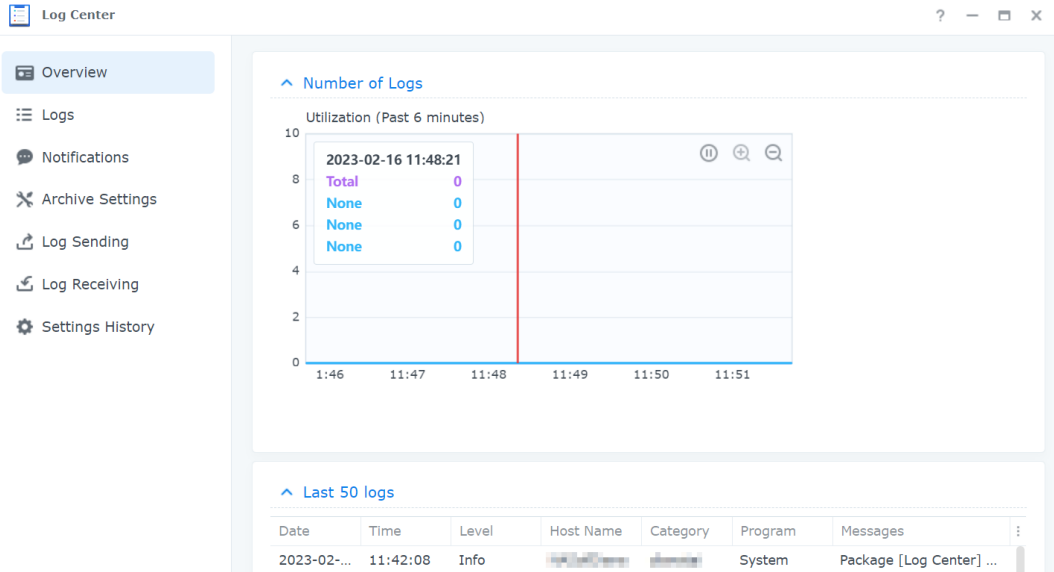 Log Center
?
Overview
Logs
Notifications
Archive Settings
Log Sending
Log Receiving
Settings History
Number of Logs
Utilization (Past 6 minutes)
10
8
6
4
2
0
2023-02-16 11:48:21
Total 0
None 0
None 0
None 0
1:46 11:47 11:48 11:49 11:50 11:51
Last 50 logs
Date Time Level Host Name Category Program Messages
2023-02-... 11:42:08 Info System Package [Log Center] ...